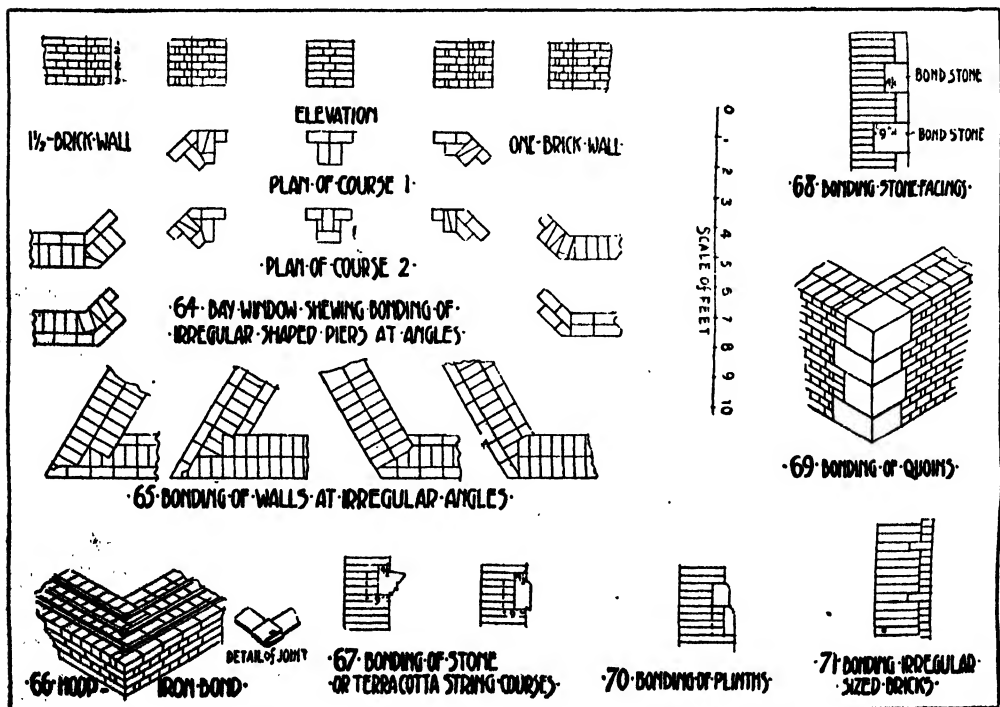 ELEVATION
1½-BRICK·WALL
ONE-BRICK·WALL·
PLAN·OF·COURSE 1·
·PLAN·OF·COURSE 2·
·64·BAY·WINDOW·SHEWING·BONDING·OF·
·IRREGULAR·SHAPED·PIERS AT·ANGLES·
0
1
2
3
4
5
6
7
8
9
10
SCALE of FEET
BOND STONE
4½
BOND STONE
9"
·68·BONDING·STONE·FACINGS·
·69·BONDING·OF·QUOINS·
·65·BONDING·OF·WALLS·AT·IRREGULAR·ANGLES·
DETAIL of JOINT
·66·HOOP-IRON BOND·
·67·BONDING·OF·STONE
·OR TERRA COTTA STRING COURSES·
·70·BONDING·OF·PLINTHS·
·71·BONDING·IRREGULAR·
·SIZED·BRICKS·